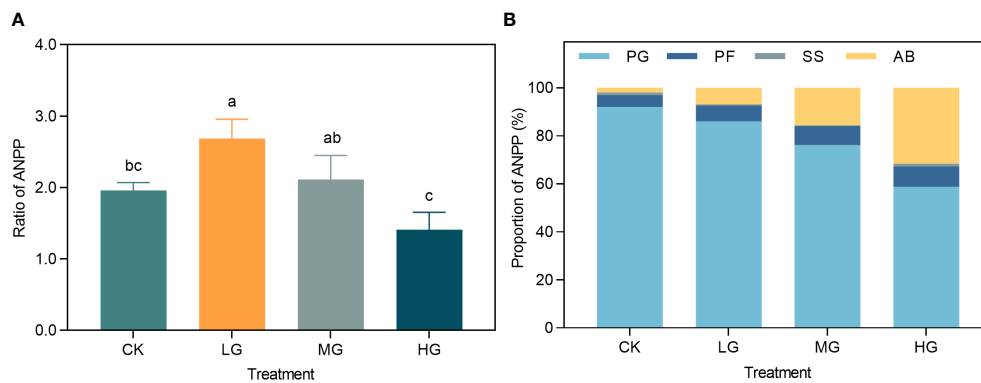 A
Ratio of ANPP
4.0
3.0
2.0
1.0
0.0
bc
a
ab
c
CK LG MG HG
Treatment
B
Proportion of ANPP (%)
PG PF SS AB
100
80
60
40
20
0
CK LG MG HG
Treatment